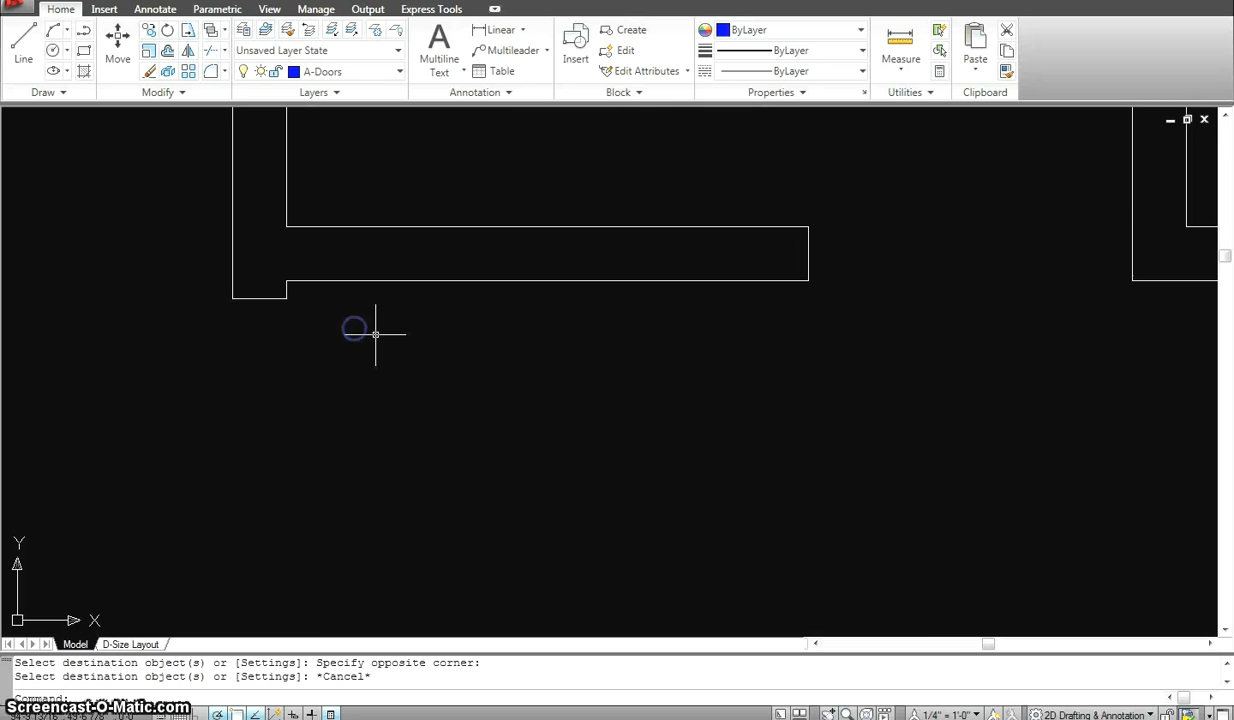 Home Insert Annotate Parametric View Manage Output Express Tools
Line
Move
Unsaved Layer State
A-Doors
Multiline
Text
Linear
Multileader
Table
Insert
Create
Edit
Edit Attributes
ByLayer
ByLayer
ByLayer
Measure
Paste
Draw Modify Layers Annotation Block Properties Utilities Clipboard
Y
X
Model D-Size Layout
Select destination object(s) or [Settings]: Specify opposite corner:
Select destination object(s) or [Settings]: *Cancel*
Command:
Screencast-O-Matic.com
1/4" = 1'-0" 2D Drafting & Annotation